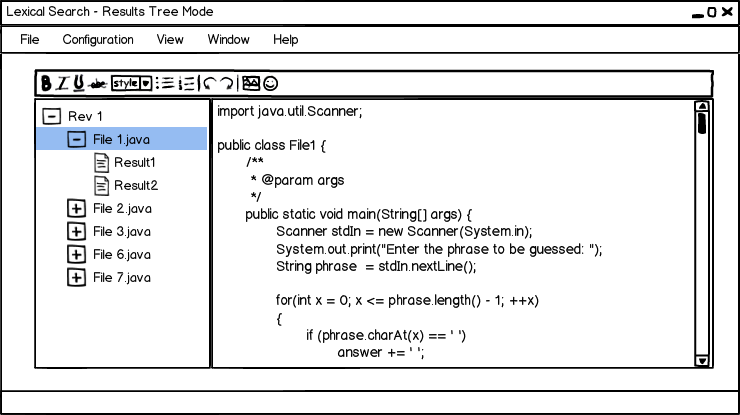 Lexical Search - Results Tree Mode
File Configuration View Window Help
B I U abc style
Rev 1
File 1.java
Result1
Result2
File 2.java
File 3.java
File 6.java
File 7.java
import java.util.Scanner;
public class File1 {
/**
* @param args
*/
public static void main(String[] args) {
Scanner stdIn = new Scanner(System.in);
System.out.print("Enter the phrase to be guessed: ");
String phrase = stdIn.nextLine();
for(int x = 0; x <= phrase.length() - 1; ++x)
{
if (phrase.charAt(x) == ' ')
answer += ' ';